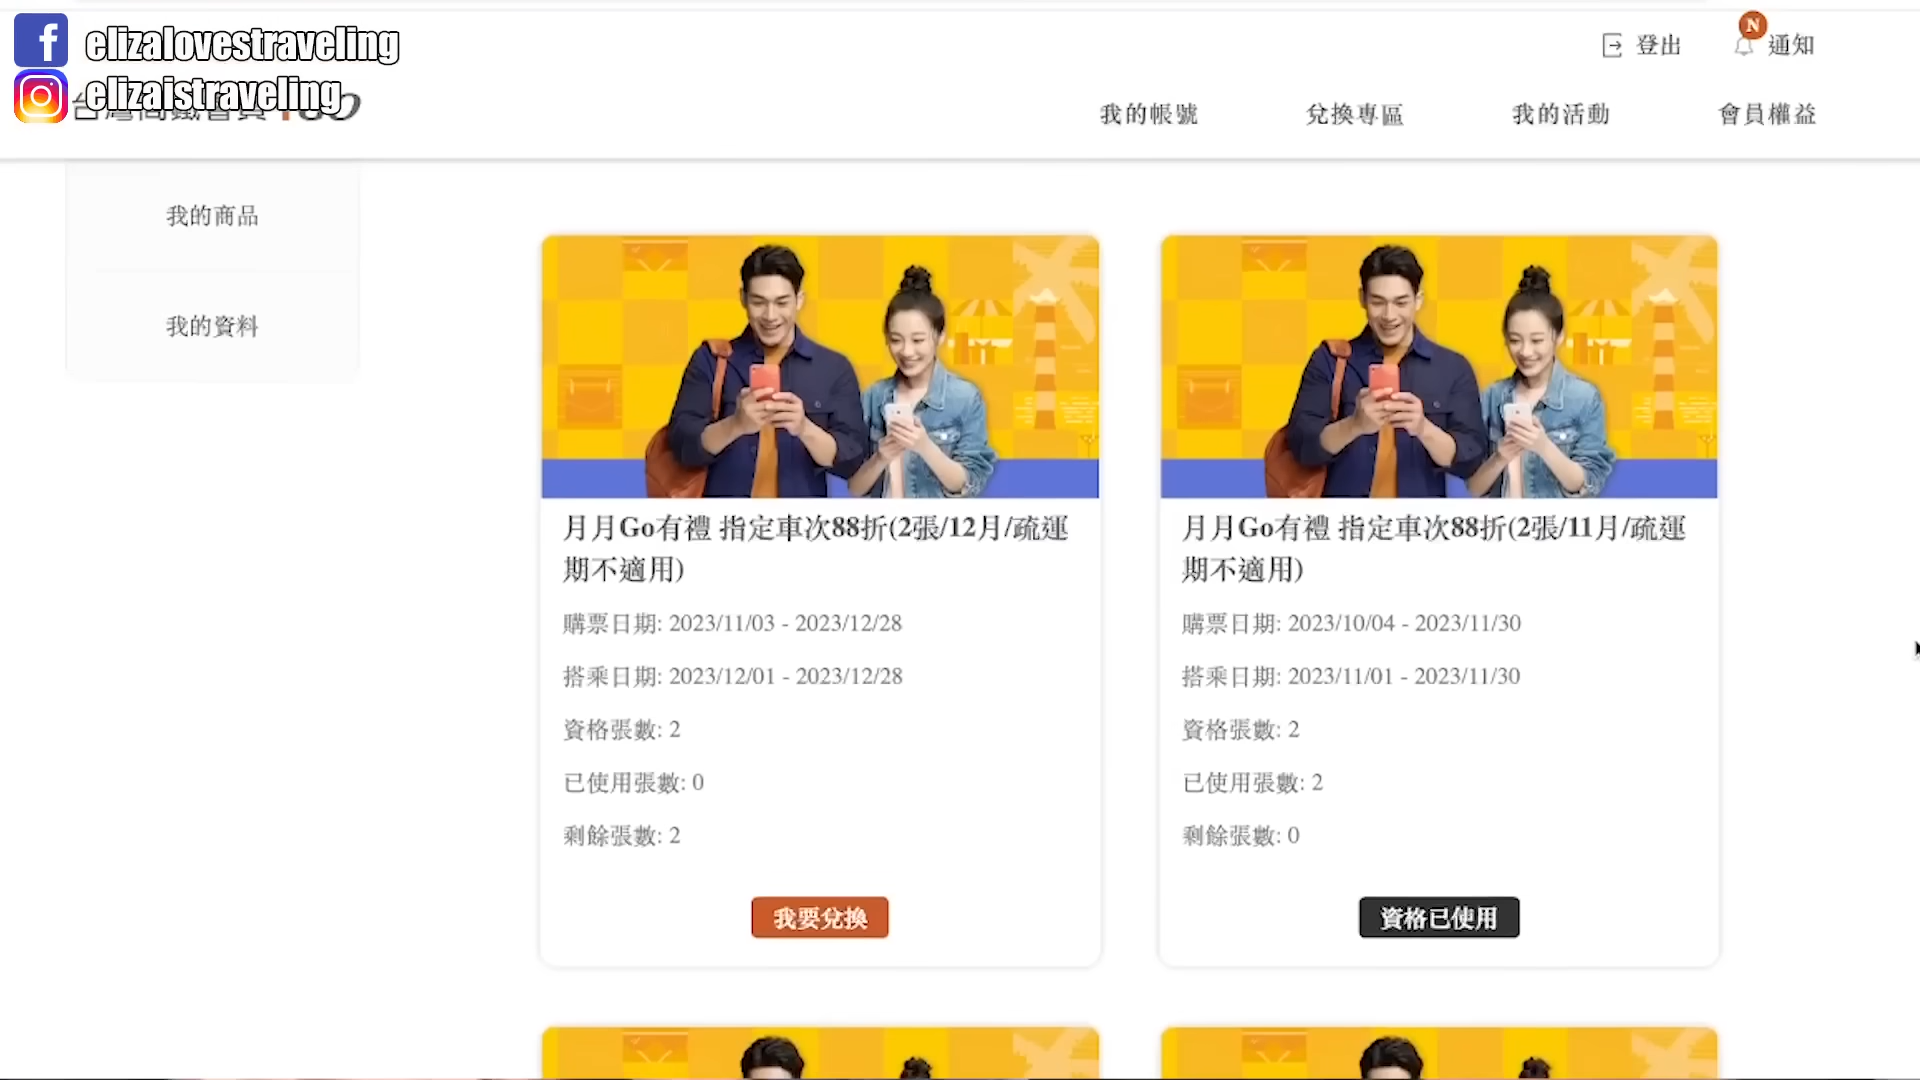 elizalovestraveling
elizaistraveling
登出
N
通知
我的帳號
兌換專區
我的活動
會員權益
我的商品
我的資料
月月Go有禮 指定車次88折(2張/12月/疏運
期不適用)
購票日期: 2023/11/03 - 2023/12/28
搭乘日期: 2023/12/01 - 2023/12/28
資格張數: 2
已使用張數: 0
剩餘張數: 2
我要兌換
月月Go有禮 指定車次88折(2張/11月/疏運
期不適用)
購票日期: 2023/10/04 - 2023/11/30
搭乘日期: 2023/11/01 - 2023/11/30
資格張數: 2
已使用張數: 2
剩餘張數: 0
資格已使用